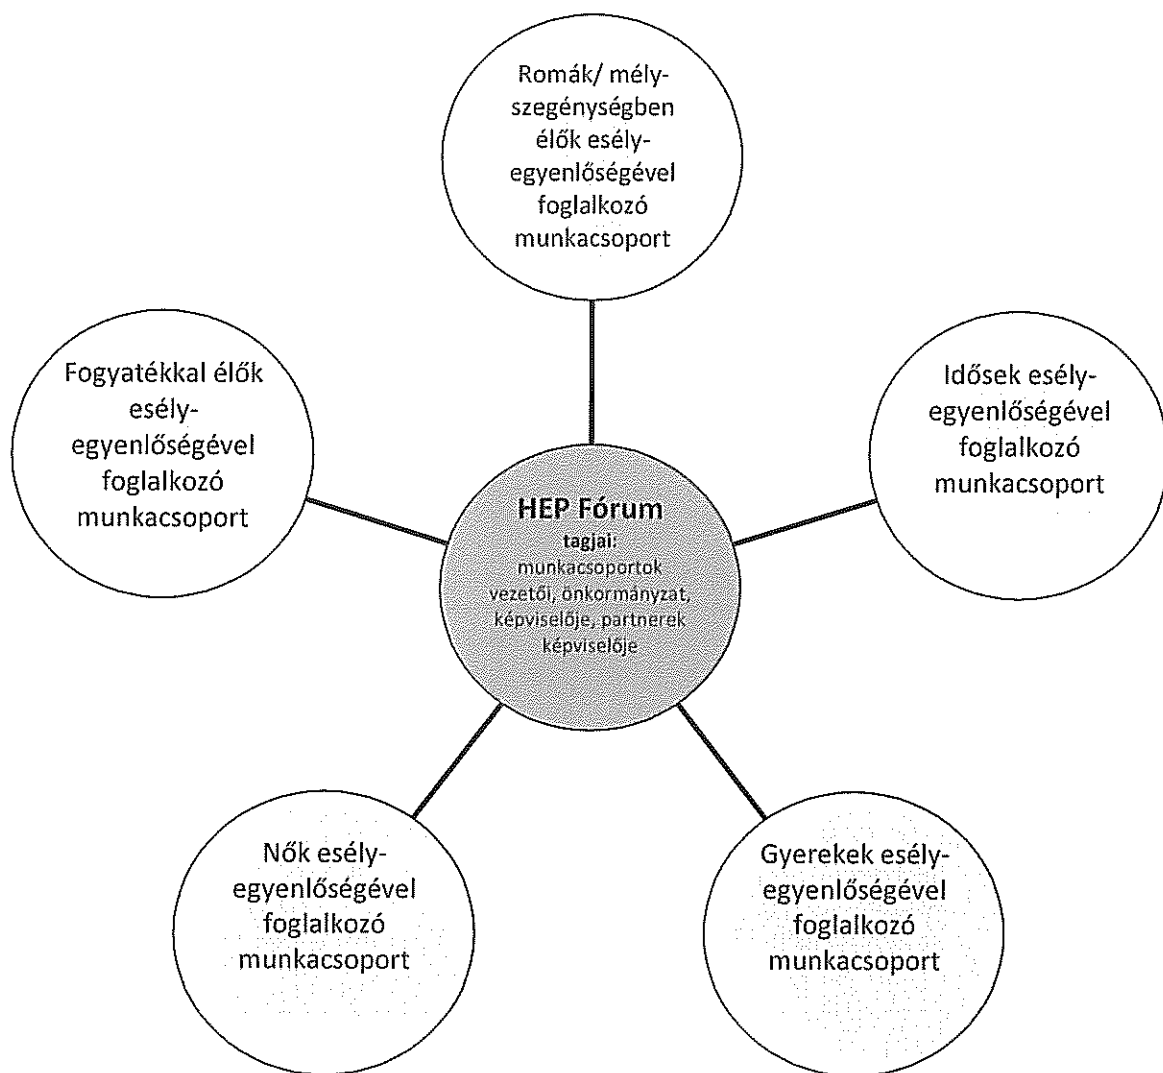 Romák/ mély-
szegénységben
élők esély-
egyenlőségével
foglalkozó
munkacsoport
Fogyatékkal élők
esély-
egyenlőségével
foglalkozó
munkacsoport
Idősek esély-
egyenlőségével
foglalkozó
munkacsoport
HEP Fórum
tagjai:
munkacsoportok
vezetői, önkormányzat,
képviselője, partnerek
képviselője
Nők esély-
egyenlőségével
foglalkozó
munkacsoport
Gyerekek esély-
egyenlőségével
foglalkozó
munkacsoport